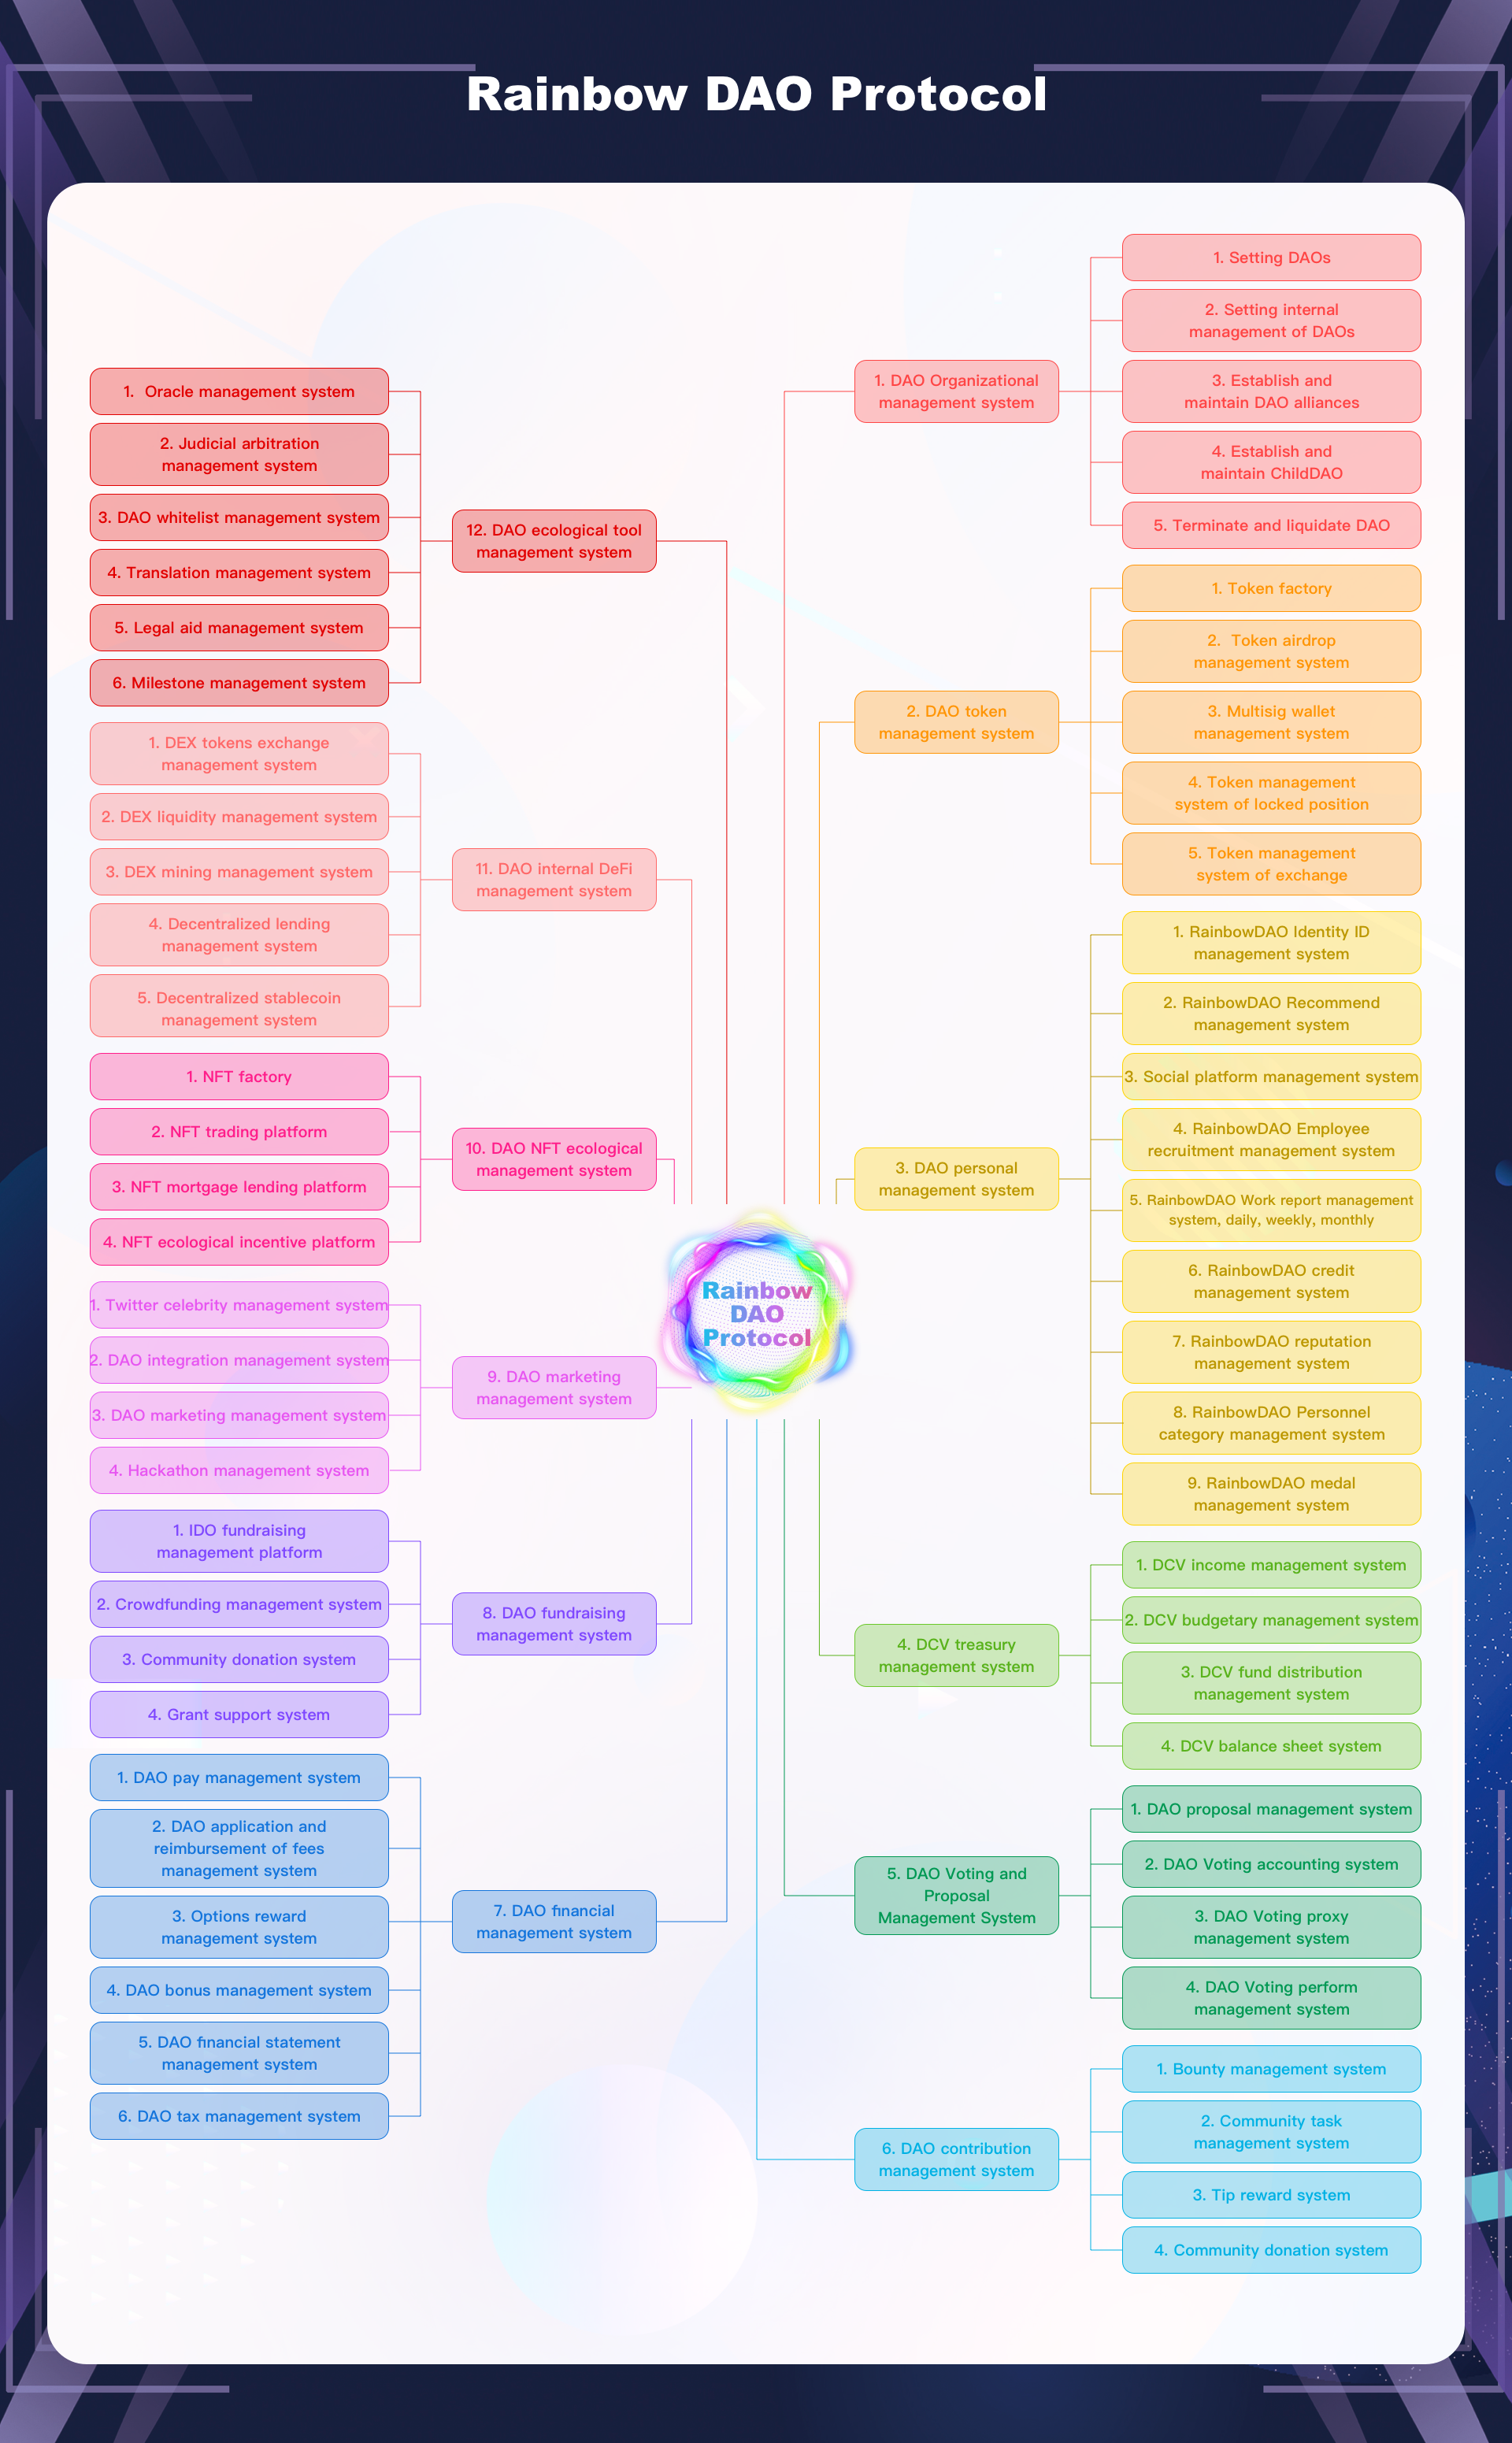 Rainbow DAO Protocol
1. Oracle management system
2. Judicial arbitration
management system
3. DAO whitelist management system
4. Translation management system
5. Legal aid management system
6. Milestone management system
12. DAO ecological tool
management system
1. DEX tokens exchange
management system
2. DEX liquidity management system
3. DEX mining management system
4. Decentralized lending
management system
5. Decentralized stablecoin
management system
11. DAO internal DeFi
management system
1. NFT factory
2. NFT trading platform
3. NFT mortgage lending platform
4. NFT ecological incentive platform
10. DAO NFT ecological
management system
1. Twitter celebrity management system
2. DAO integration management system
3. DAO marketing management system
4. Hackathon management system
9. DAO marketing
management system
1. IDO fundraising
management platform
2. Crowdfunding management system
3. Community donation system
4. Grant support system
8. DAO fundraising
management system
1. DAO pay management system
2. DAO application and
reimbursement of fees
management system
3. Options reward
management system
4. DAO bonus management system
5. DAO financial statement
management system
6. DAO tax management system
7. DAO financial
management system
Rainbow
DAO
Protocol
1. DAO Organizational
management system
1. Setting DAOs
2. Setting internal
management of DAOs
3. Establish and
maintain DAO alliances
4. Establish and
maintain ChildDAO
5. Terminate and liquidate DAO
2. DAO token
management system
1. Token factory
2. Token airdrop
management system
3. Multisig wallet
management system
4. Token management
system of locked position
5. Token management
system of exchange
3. DAO personal
management system
1. RainbowDAO Identity ID
management system
2. RainbowDAO Recommend
management system
3. Social platform management system
4. RainbowDAO Employee
recruitment management system
5. RainbowDAO Work report management
system, daily, weekly, monthly
6. RainbowDAO credit
management system
7. RainbowDAO reputation
management system
8. RainbowDAO Personnel
category management system
9. RainbowDAO medal
management system
4. DCV treasury
management system
1. DCV income management system
2. DCV budgetary management system
3. DCV fund distribution
management system
4. DCV balance sheet system
5. DAO Voting and
Proposal
Management System
1. DAO proposal management system
2. DAO Voting accounting system
3. DAO Voting proxy
management system
4. DAO Voting perform
management system
6. DAO contribution
management system
1. Bounty management system
2. Community task
management system
3. Tip reward system
4. Community donation system